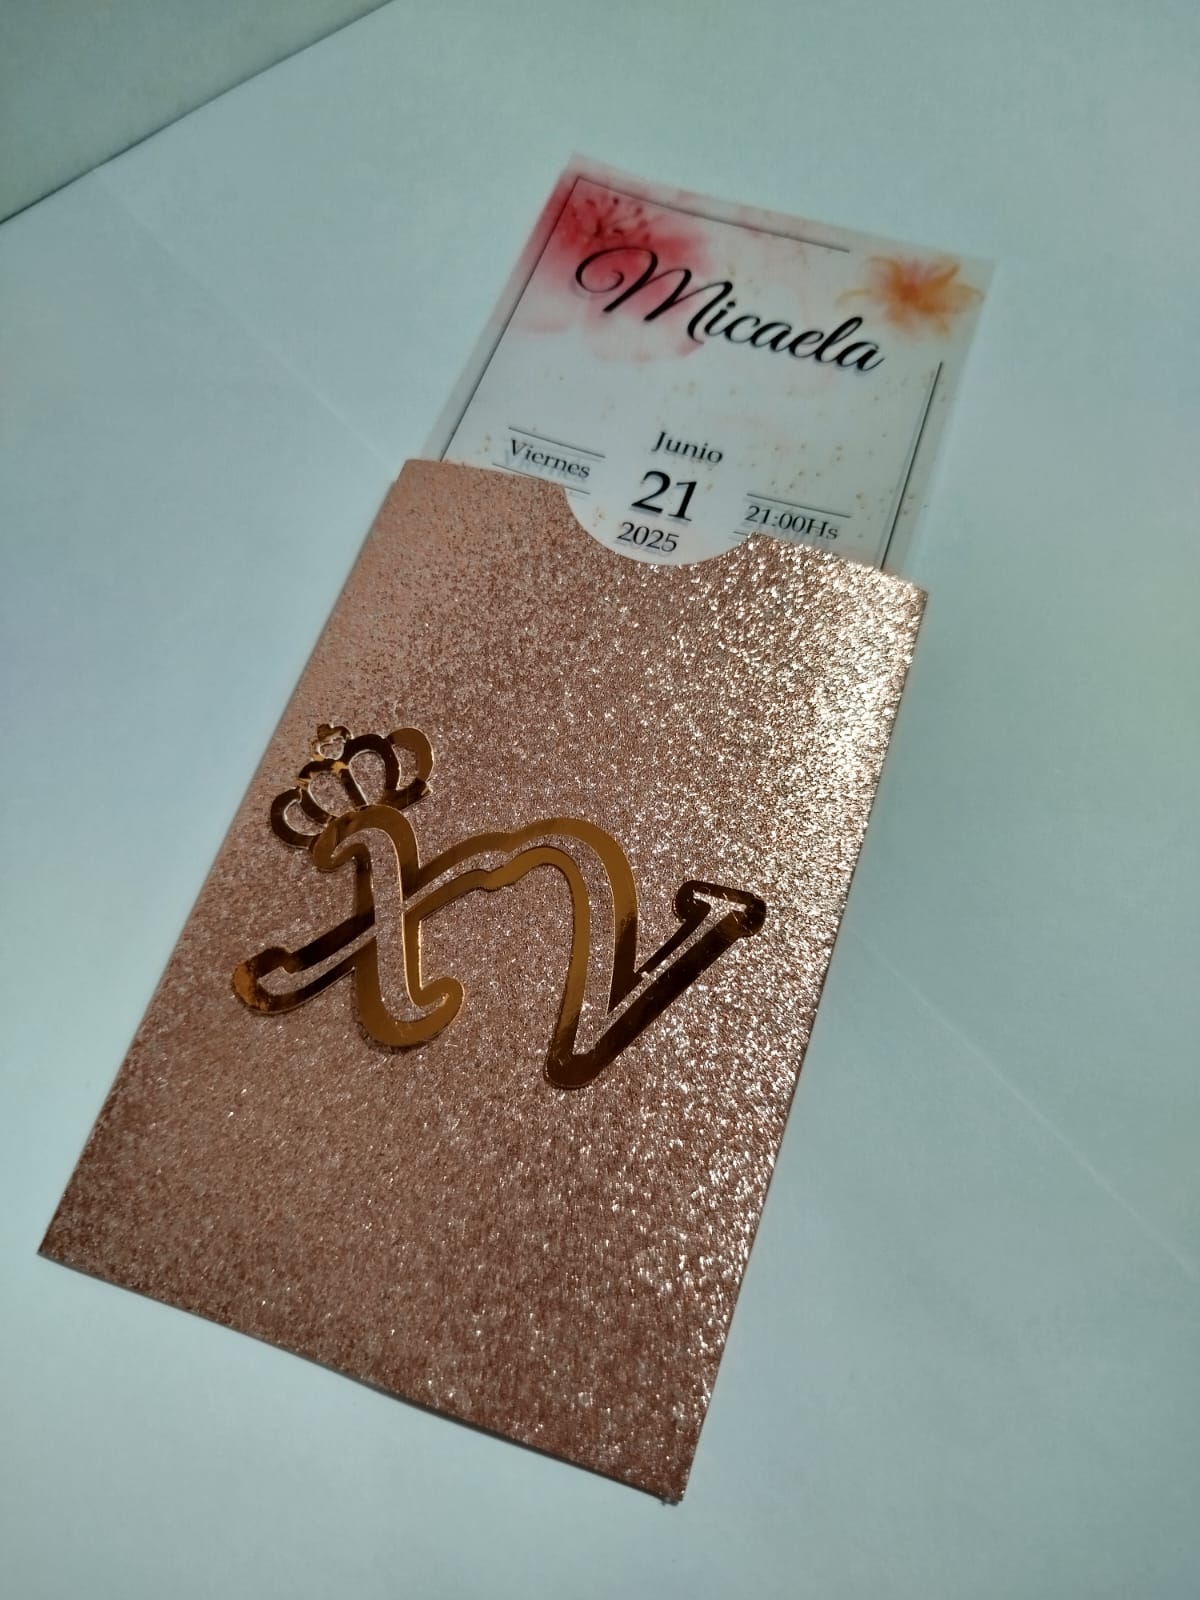 Micaela
Junio
Viernes
21
21:00Hs
2025
XV